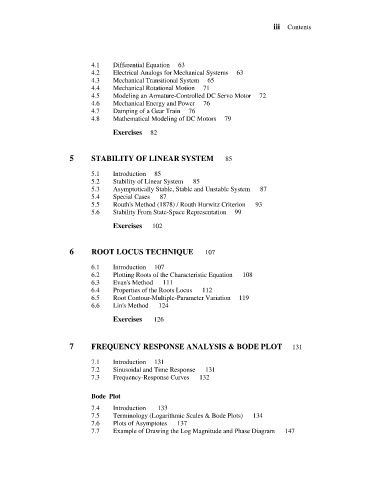 iii Contents
4.1 Differential Equation 63
4.2 Electrical Analogs for Mechanical Systems 63
4.3 Mechanical Transitional System 65
4.4 Mechanical Rotational Motion 71
4.5 Modeling an Armature-Controlled DC Servo Motor 72
4.6 Mechanical Energy and Power 76
4.7 Damping of a Gear Train 76
4.8 Mathematical Modeling of DC Motors 79
Exercises 82
5 STABILITY OF LINEAR SYSTEM 85
5.1 Introduction 85
5.2 Stability of Linear System 85
5.3 Asymptotically Stable, Stable and Unstable System 87
5.4 Special Cases 87
5.5 Routh's Method (1878) / Routh Hurwitz Criterion 93
5.6 Stability From State-Space Representation 99
Exercises 102
6 ROOT LOCUS TECHNIQUE 107
6.1 Introduction 107
6.2 Plotting Roots of the Characteristic Equation 108
6.3 Evan's Method 111
6.4 Properties of the Roots Locus 112
6.5 Root Contour-Multiple-Parameter Variation 119
6.6 Lin's Method 124
Exercises 126
7 FREQUENCY RESPONSE ANALYSIS & BODE PLOT 131
7.1 Introduction 131
7.2 Sinusoidal and Time Response 131
7.3 Frequency-Response Curves 132
Bode Plot
7.4 Introduction 133
7.5 Terminology (Logarithmic Scales & Bode Plots) 134
7.6 Plots of Asymptotes 137
7.7 Example of Drawing the Log Magnitude and Phase Diagram 147